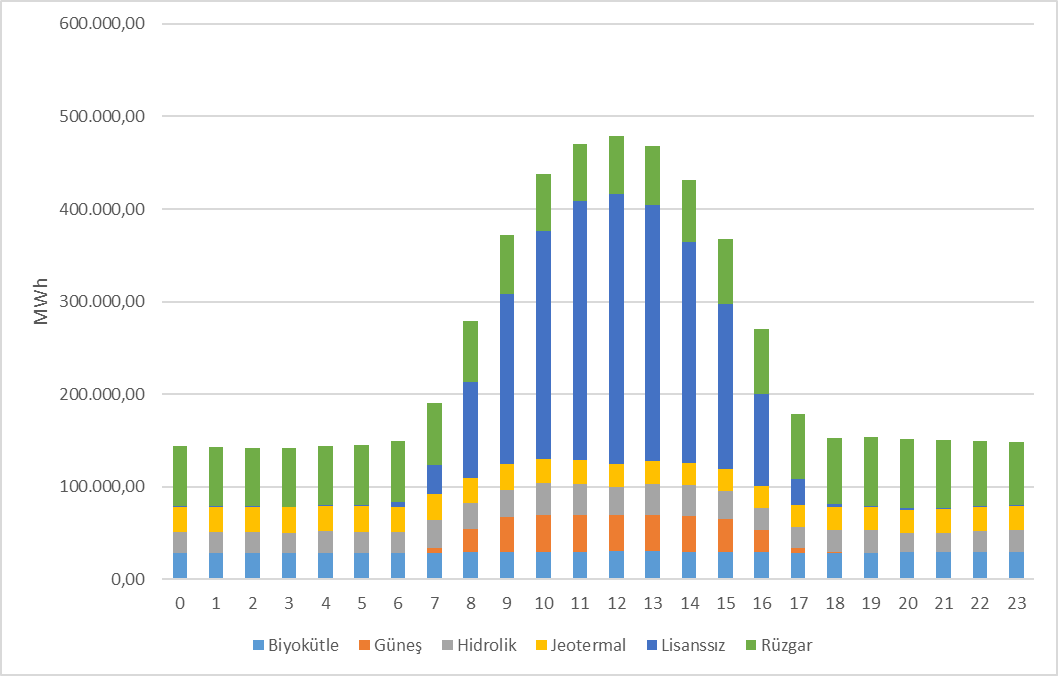 600.000,00
500.000,00
400.000,00
300.000,00
200.000,00
100.000,00
0,00
MWh
0 1 2 3 4 5 6 7 8 9 10 11 12 13 14 15 16 17 18 19 20 21 22 23
Biyokütle Güneş Hidrolik Jeotermal Lisanssız Rüzgar